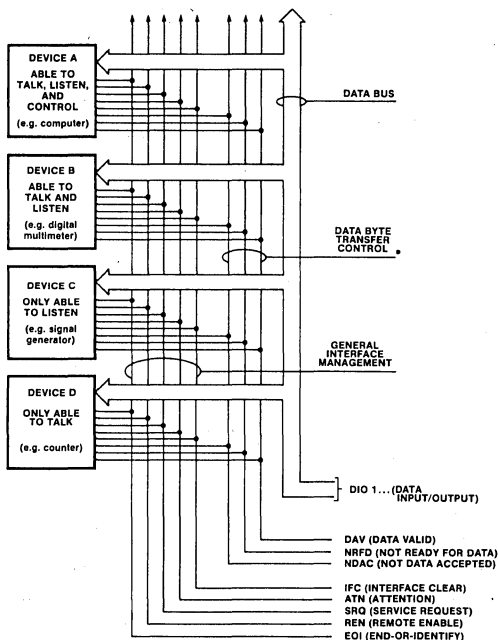 DEVICE A
ABLE TO
TALK, LISTEN,
AND
CONTROL
(e.g. computer)
DATA BUS
DEVICE B
ABLE TO
TALK AND
LISTEN
(e.g. digital
multimeter)
DATA BYTE
TRANSFER
CONTROL
DEVICE C
ONLY ABLE
TO LISTEN
(e.g. signal
generator)
GENERAL
INTERFACE
MANAGEMENT
DEVICE D
ONLY ABLE
TO TALK
(e.g. counter)
DIO 1...(DATA
INPUT/OUTPUT)
DAV (DATA VALID)
NRFD (NOT READY FOR DATA)
NDAC (NOT DATA ACCEPTED)
IFC (INTERFACE CLEAR)
ATN (ATTENTION)
SRQ (SERVICE REQUEST)
REN (REMOTE ENABLE)
EOI (END-OR-IDENTIFY)